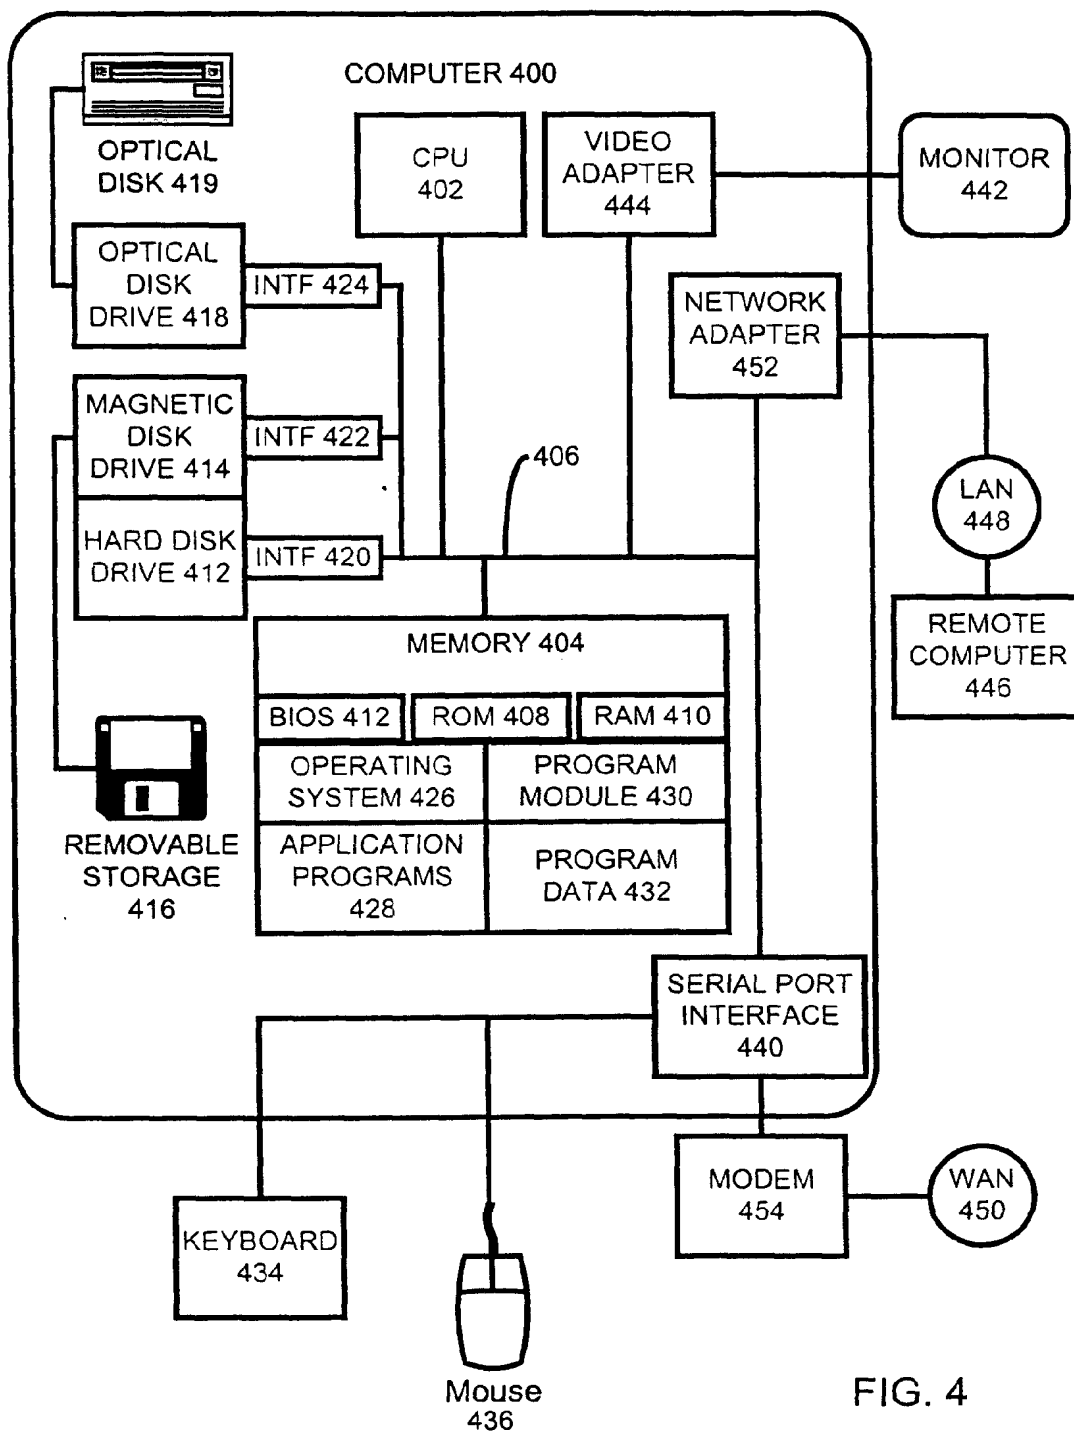 COMPUTER 400
OPTICAL
DISK 419
CPU
402
VIDEO
ADAPTER
444
MONITOR
442
OPTICAL
DISK
DRIVE 418
INTF 424
NETWORK
ADAPTER
452
MAGNETIC
DISK
DRIVE 414
INTF 422
406
LAN
448
HARD DISK
DRIVE 412
INTF 420
REMOTE
COMPUTER
446
MEMORY 404
BIOS 412
ROM 408
RAM 410
OPERATING
SYSTEM 426
PROGRAM
MODULE 430
REMOVABLE
STORAGE
416
APPLICATION
PROGRAMS
428
PROGRAM
DATA 432
SERIAL PORT
INTERFACE
440
MODEM
454
WAN
450
KEYBOARD
434
Mouse
436
FIG. 4